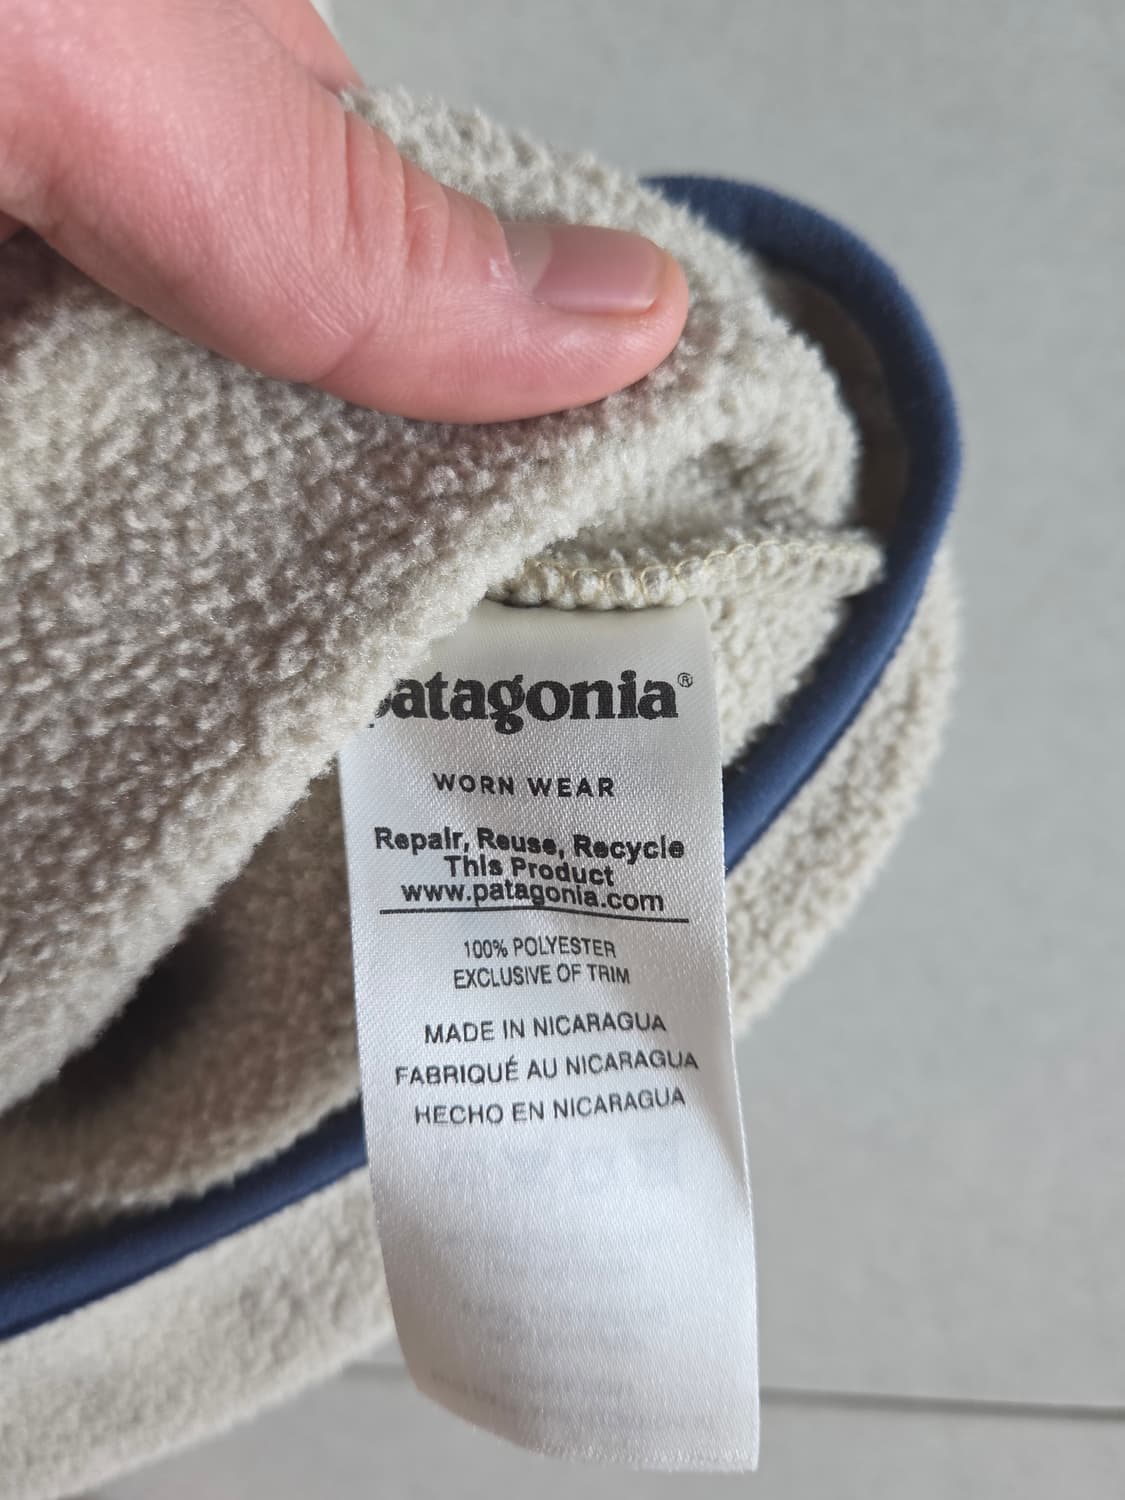 patagonia®
WORN WEAR
Repair, Reuse, Recycle
This Product
www.patagonia.com
100% POLYESTER
EXCLUSIVE OF TRIM
MADE IN NICARAGUA
FABRIQUÉ AU NICARAGUA
HECHO EN NICARAGUA